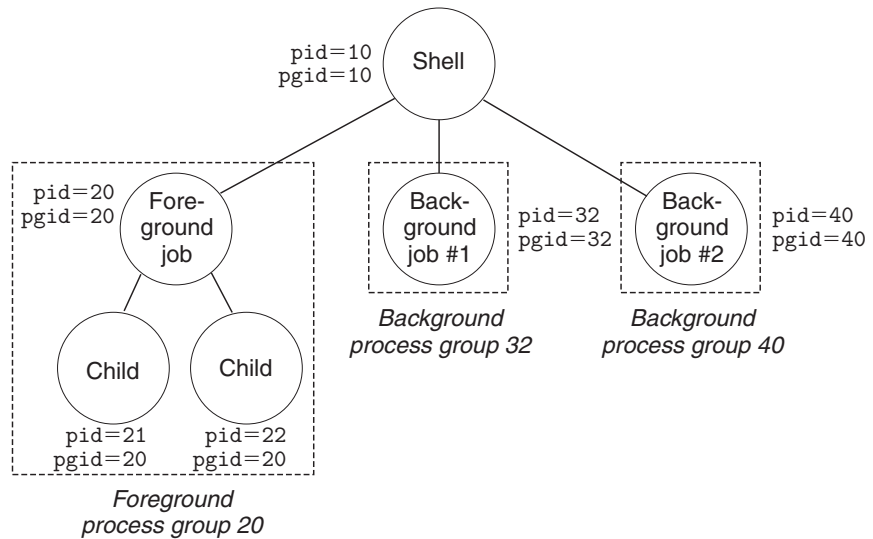 pid=10
pgid=10
Shell
pid=20
pgid=20
Fore-
ground
job
Back-
ground
job #1
pid=32
pgid=32
Back-
ground
job #2
pid=40
pgid=40
Background
process group 32
Background
process group 40
Child
Child
pid=21
pgid=20
pid=22
pgid=20
Foreground
process group 20